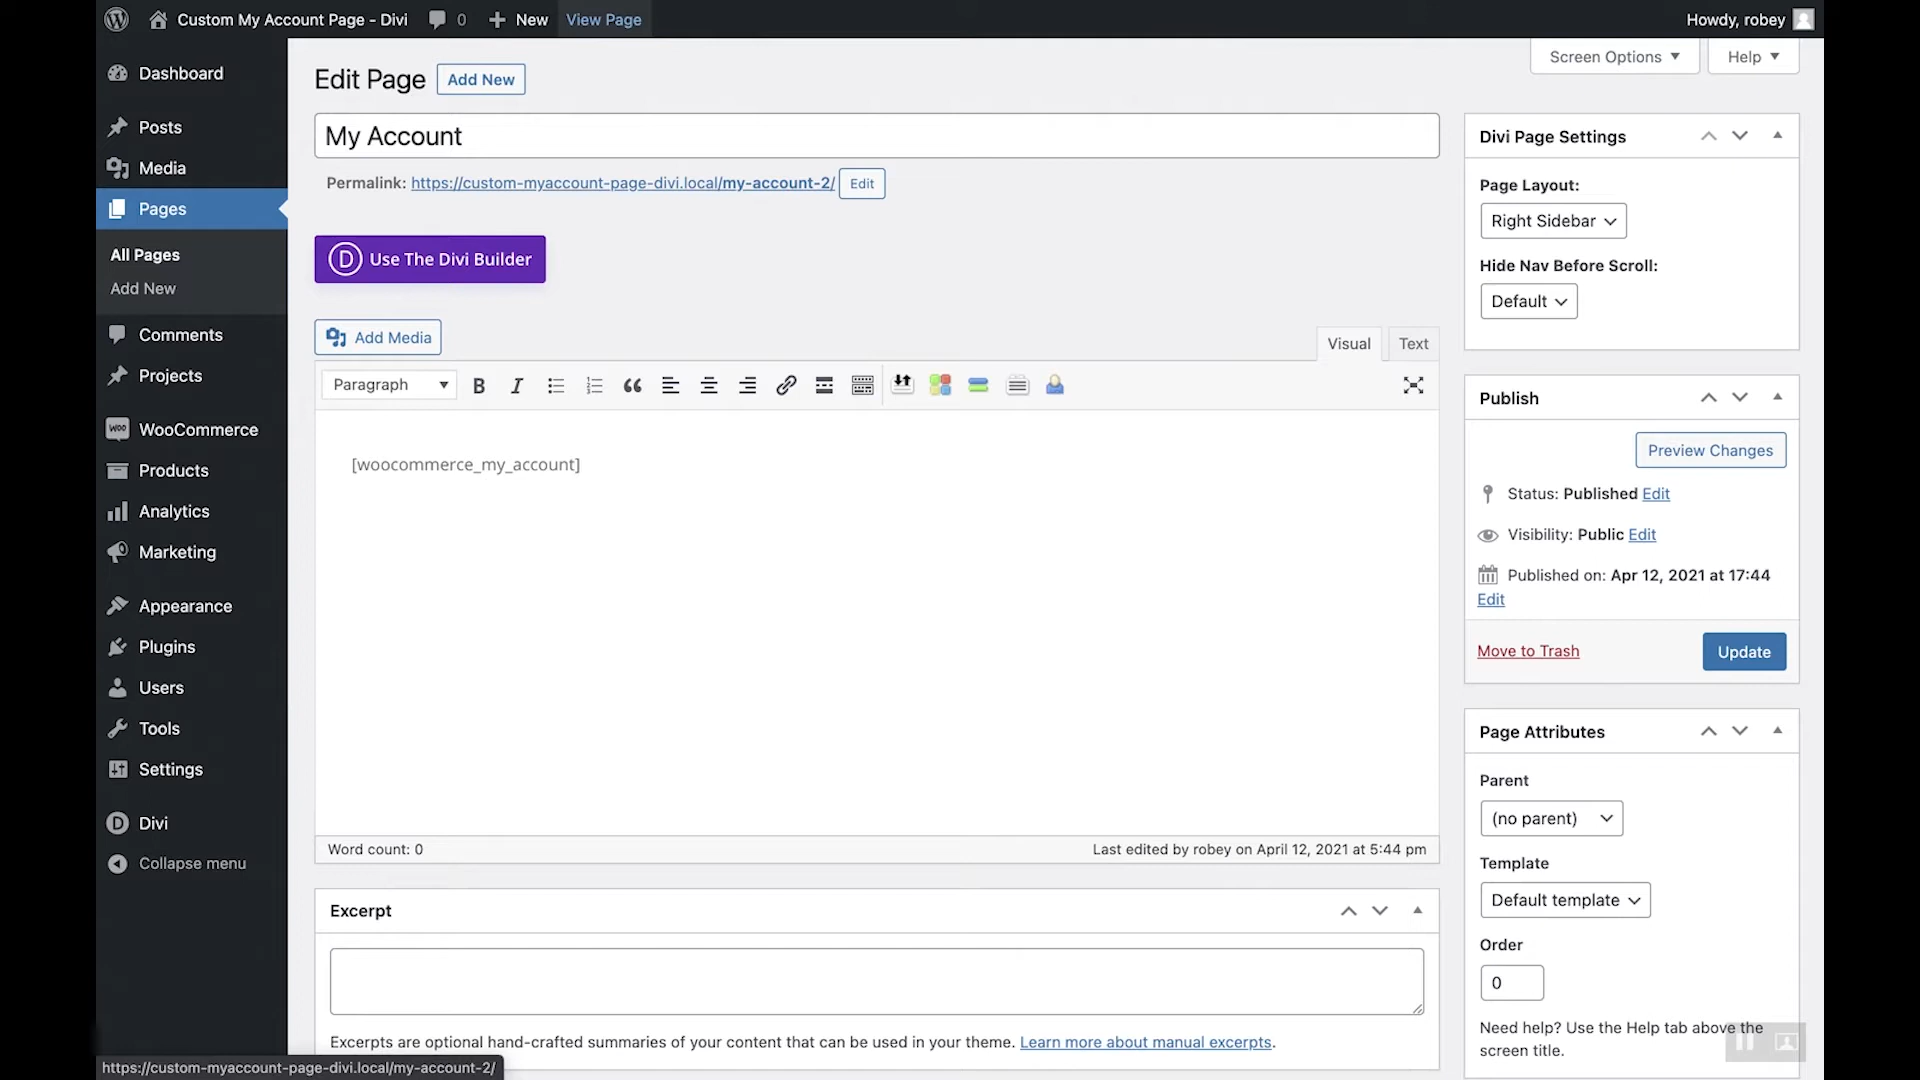 Custom My Account Page - Divi 0 New View Page Howdy, robey
Screen Options Help
Dashboard
Posts
Media
Pages
All Pages
Add New
Comments
Projects
WooCommerce
Products
Analytics
Marketing
Appearance
Plugins
Users
Tools
Settings
Divi
Collapse menu
Edit Page Add New
My Account
Permalink: https://custom-myaccount-page-divi.local/my-account-2/ Edit
D Use The Divi Builder
Add Media
Visual Text
Paragraph
[woocommerce_my_account]
Word count: 0 Last edited by robey on April 12, 2021 at 5:44 pm
Excerpt
Excerpts are optional hand-crafted summaries of your content that can be used in your theme. Learn more about manual excerpts.
Divi Page Settings
Page Layout:
Right Sidebar
Hide Nav Before Scroll:
Default
Publish
Preview Changes
Status: Published Edit
Visibility: Public Edit
Published on: Apr 12, 2021 at 17:44
Edit
Move to Trash Update
Page Attributes
Parent
(no parent)
Template
Default template
Order
0
Need help? Use the Help tab above the
screen title.
https://custom-myaccount-page-divi.local/my-account-2/